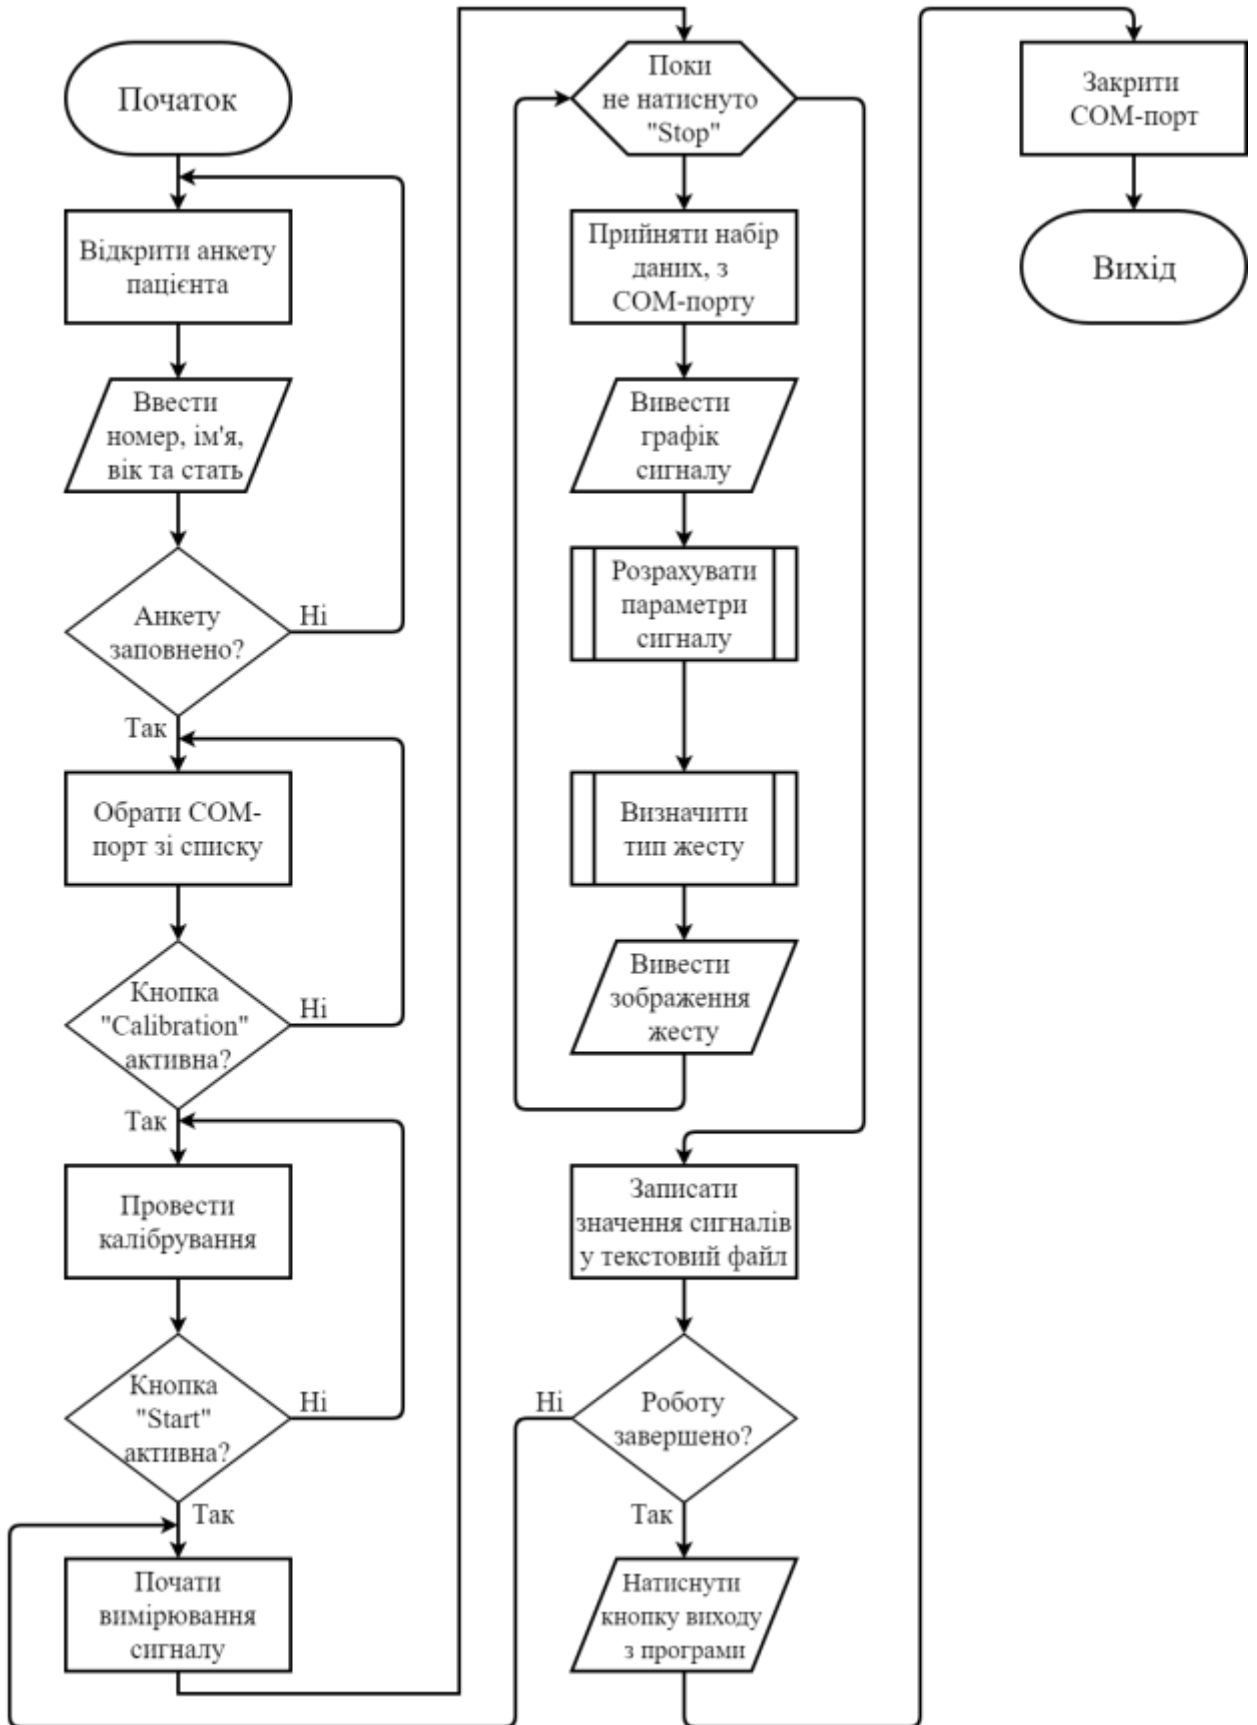 Початок
Відкрити анкету
пацієнта
Ввести
номер, ім'я,
вік та стать
Анкету
заповнено?
Ні
Так
Обрати COM-
порт зі списку
Кнопка
"Calibration"
активна?
Ні
Так
Провести
калібрування
Кнопка
"Start"
активна?
Ні
Так
Почати
вимірювання
сигналу
Поки
не натиснуто
"Stop"
Прийняти набір
даних, з
COM-порту
Вивести
графік
сигналу
Розрахувати
параметри
сигналу
Визначити
тип жесту
Вивести
зображення
жесту
Записати
значення сигналів
у текстовий файл
Роботу
завершено?
Ні
Так
Натиснути
кнопку виходу
з програми
Закрити
COM-порт
Вихід